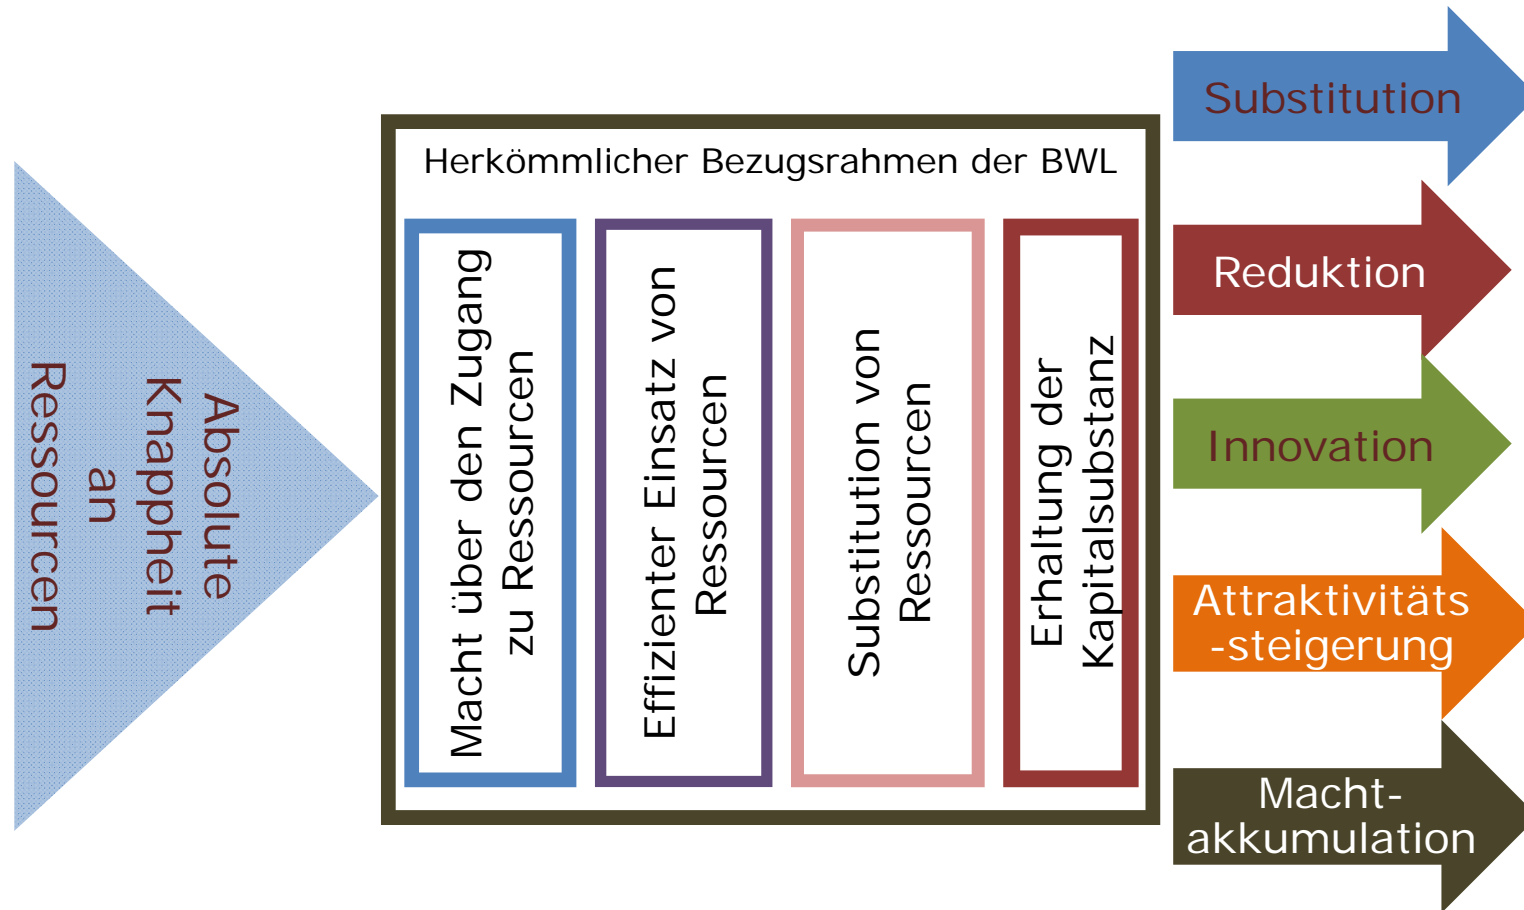 Absolute
Knappheit
an
Ressourcen
Herkömmlicher Bezugsrahmen der BWL
Macht über den Zugang
zu Ressourcen
Effizienter Einsatz von
Ressourcen
Substitution von
Ressourcen
Erhaltung der
Kapitalsubstanz
Substitution
Reduktion
Innovation
Attraktivitäts
-steigerung
Macht-
akkumulation